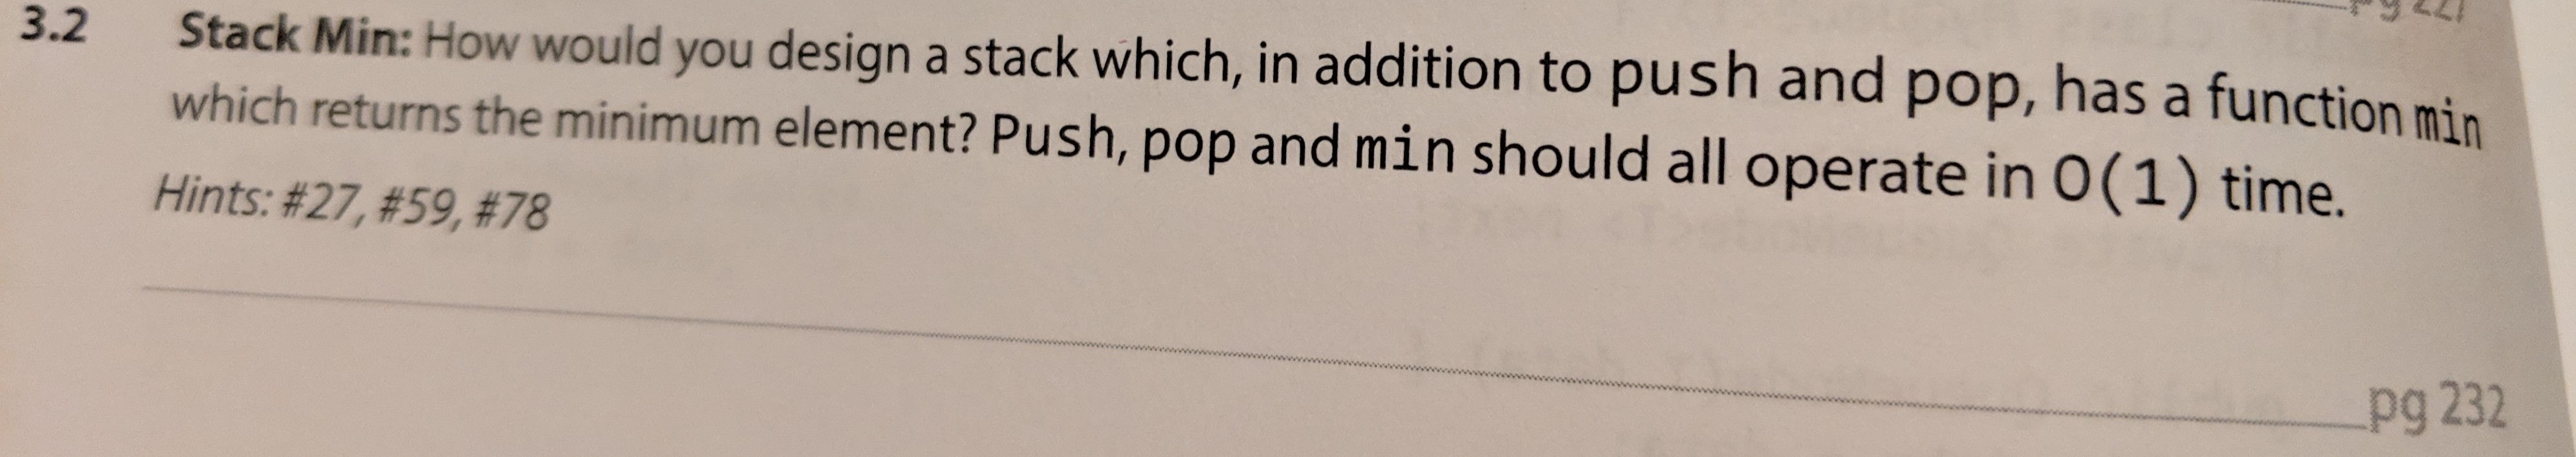 3.2 Stack Min: How would you design a stack which, in addition to push and pop, has a function min
which returns the minimum element? Push, pop and min should all operate in O(1) time.
Hints: #27, #59, #78
pg 232